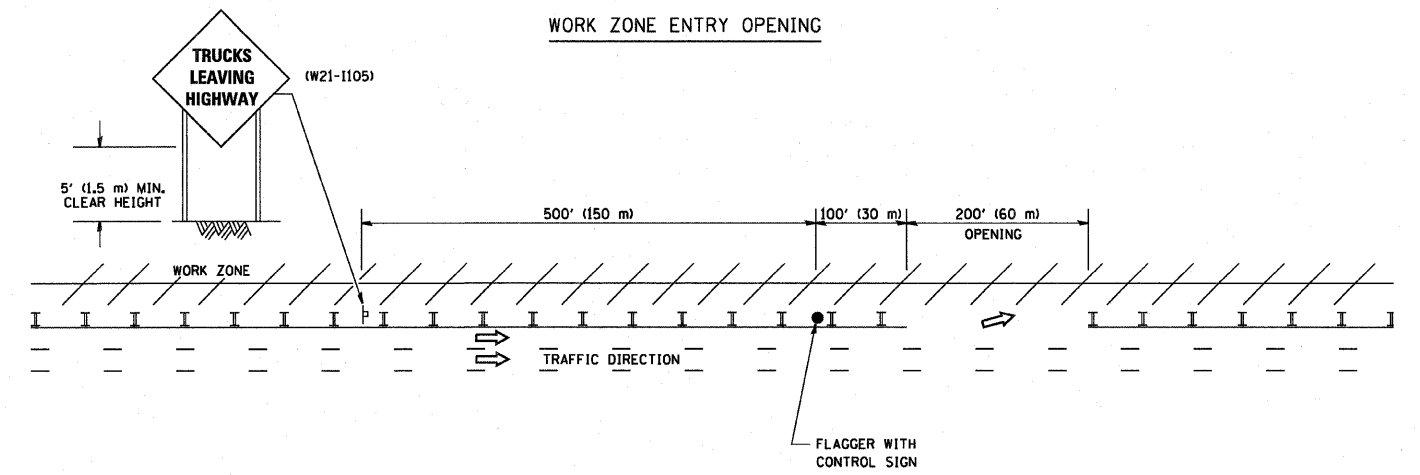 WORK ZONE ENTRY OPENING
TRUCKS
LEAVING
HIGHWAY
(W21-I105)
5' (1.5 m) MIN.
CLEAR HEIGHT
500' (150 m)
100' (30 m)
200' (60 m)
OPENING
WORK ZONE
TRAFFIC DIRECTION
FLAGGER WITH
CONTROL SIGN